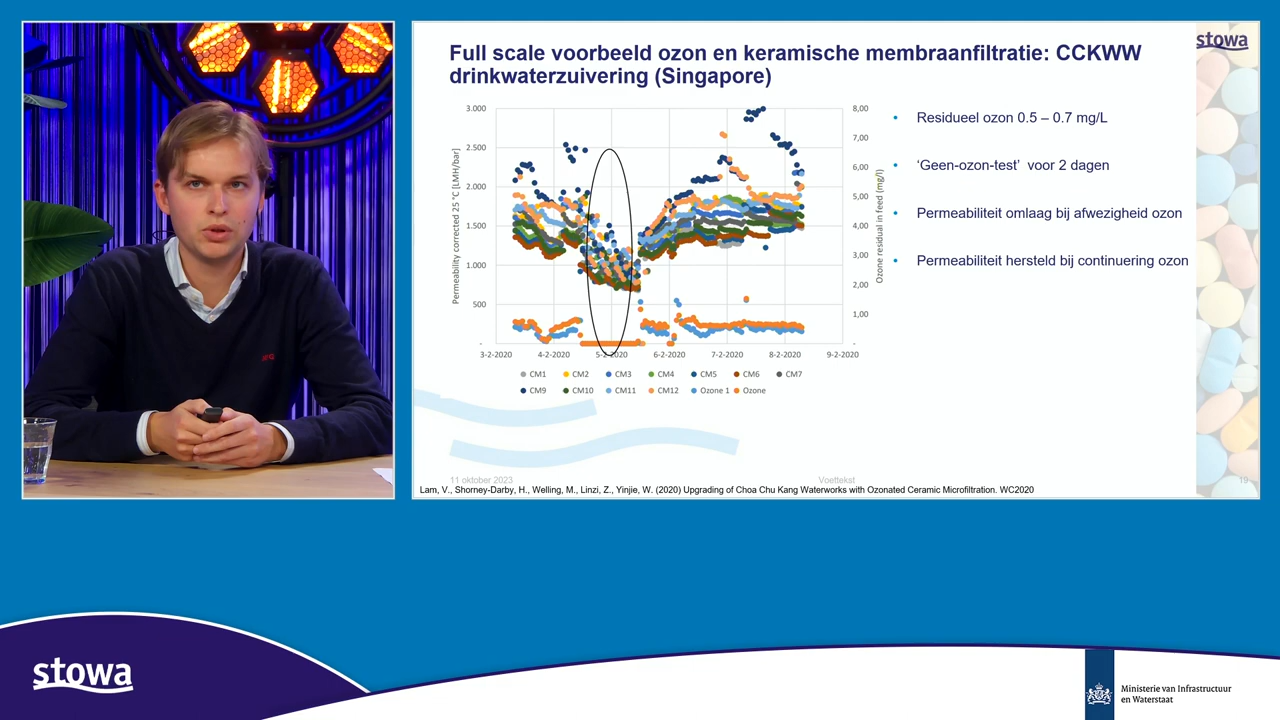 Full scale voorbeeld ozon en keramische membraanfiltratie: CCKWW
drinkwaterzuivering (Singapore)
stowa
3.000
2.500
2.000
1.500
1.000
500
-
Permeability corrected 25 °C [LMH/bar]
8,00
7,00
6,00
5,00
4,00
3,00
2,00
1,00
-
Ozone residual in feed (mg/l)
3-2-2020 4-2-2020 5-2-2020 6-2-2020 7-2-2020 8-2-2020 9-2-2020
CM1 CM2 CM3 CM4 CM5 CM6 CM7
CM9 CM10 CM11 CM12 Ozone 1 Ozone
• Residueel ozon 0.5 – 0.7 mg/L
• ‘Geen-ozon-test’ voor 2 dagen
• Permeabiliteit omlaag bij afwezigheid ozon
• Permeabiliteit hersteld bij continuering ozon
11 oktober 2023 Voettekst 19
Lam, V., Shorney-Darby, H., Welling, M., Linzi, Z., Yinjie, W. (2020) Upgrading of Choa Chu Kang Waterworks with Ozonated Ceramic Microfiltration. WC2020
stowa
Ministerie van Infrastructuur
en Waterstaat